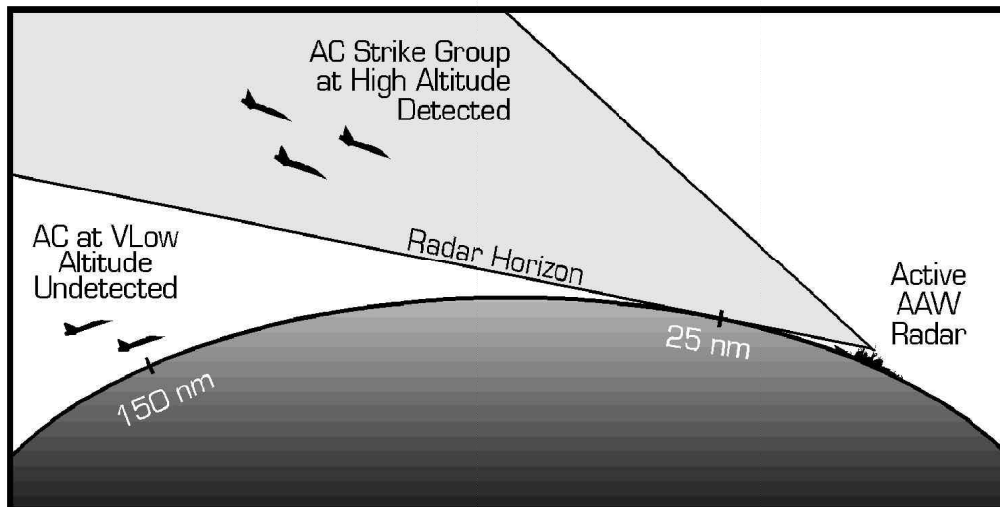 AC Strike Group
at High Altitude
Detected
AC at VLow
Altitude
Undetected
Radar Horizon
Active
AAW
Radar
25 nm
150 nm